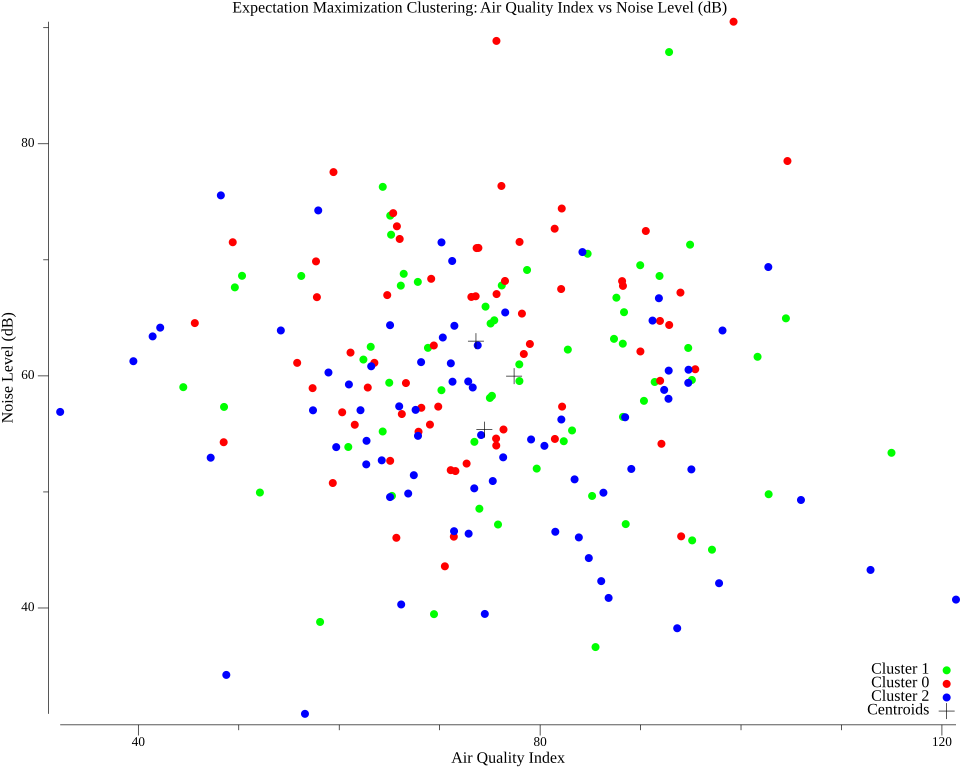 Expectation Maximization Clustering: Air Quality Index vs Noise Level (dB)
80
60
40
Noise Level (dB)
Cluster 1
Cluster 0
Cluster 2
Centroids
40
80
120
Air Quality Index